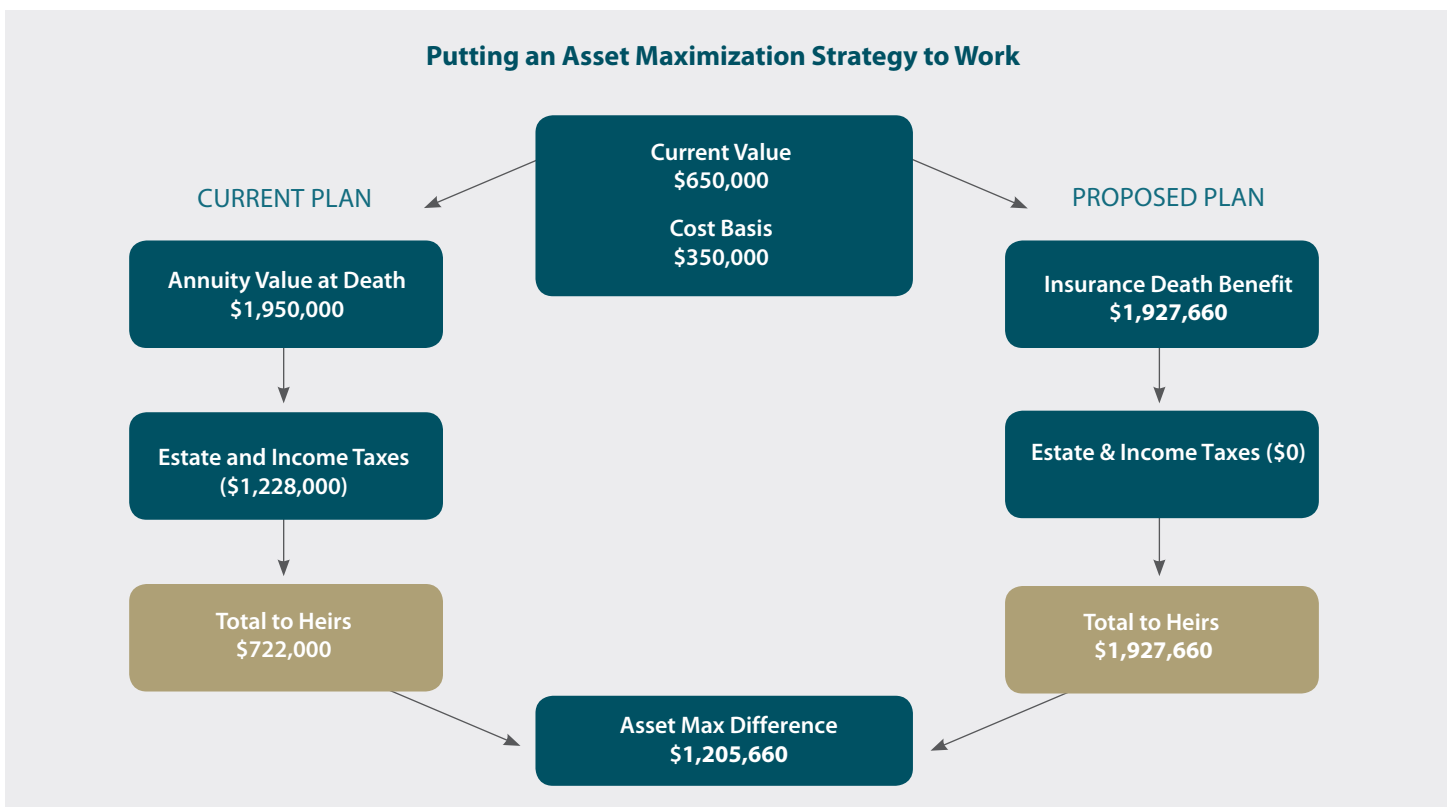 Putting an Asset Maximization Strategy to Work
Current Value
$650,000
Cost Basis
$350,000
CURRENT PLAN
Annuity Value at Death
$1,950,000
Estate and Income Taxes
($1,228,000)
Total to Heirs
$722,000
PROPOSED PLAN
Insurance Death Benefit
$1,927,660
Estate & Income Taxes ($0)
Total to Heirs
$1,927,660
Asset Max Difference
$1,205,660